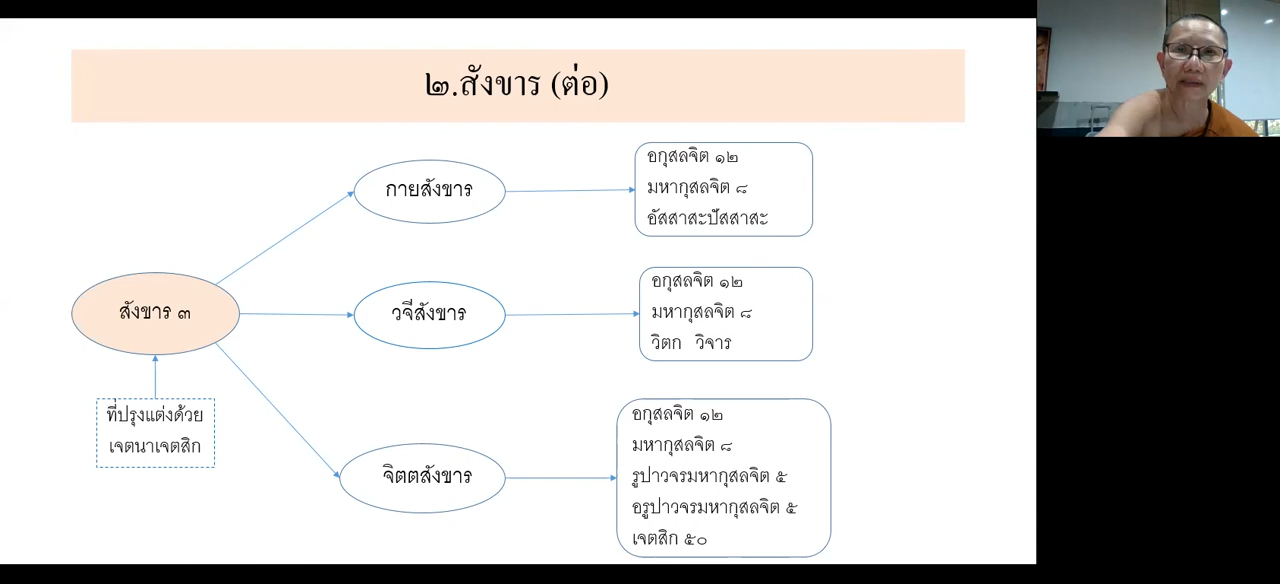 ๒.สังขาร (ต่อ)
กายสังขาร
อกุสลจิต ๑๒
มหากุสลจิต ๘
อัสสาสะปัสสาสะ
สังขาร ๓
วจีสังขาร
อกุสลจิต ๑๒
มหากุสลจิต ๘
วิตก วิจาร
ที่ปรุงแต่งด้วย
เจตนาเจตสิก
จิตตสังขาร
อกุสลจิต ๑๒
มหากุสลจิต ๘
รูปาวจรมหากุสลจิต ๕
อรูปาวจรมหากุสลจิต ๕
เจตสิก ๕๐